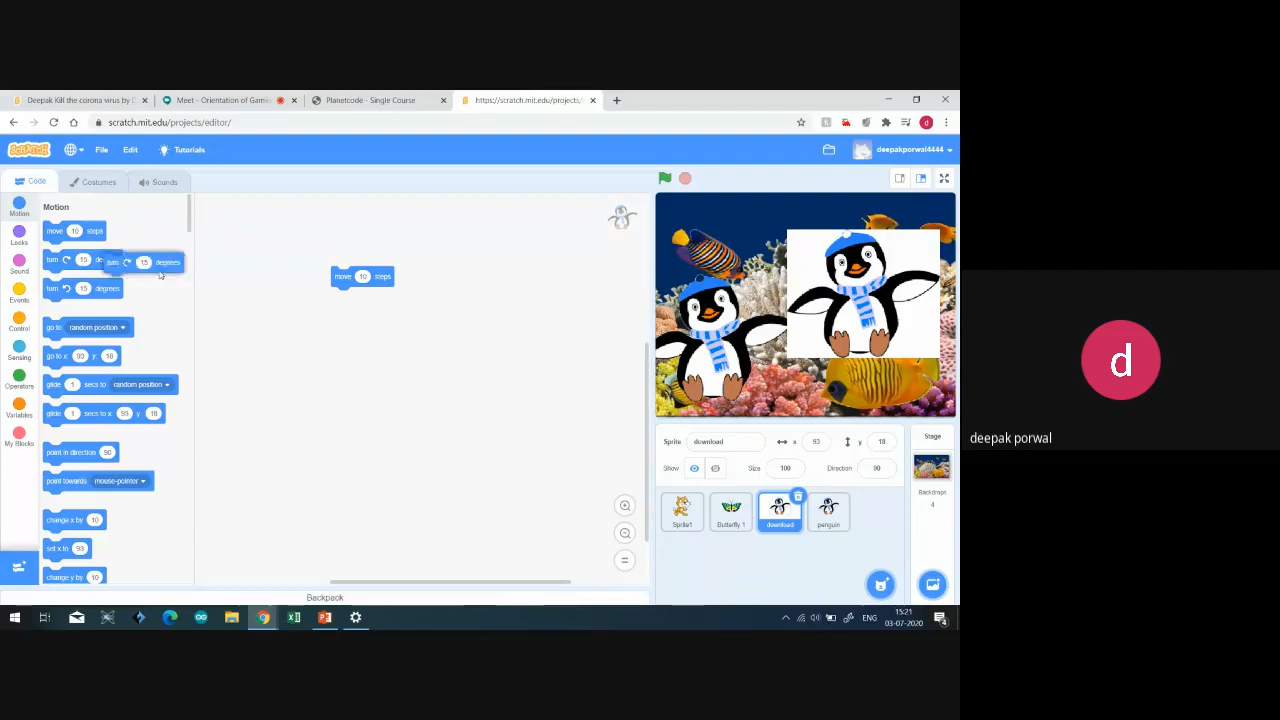 Deepak Kill the corona virus by D
Meet - Orientation of Gamin
Planetcode - Single Course
https://scratch.mit.edu/projects/
scratch.mit.edu/projects/editor/
SCRATCH File Edit Tutorials deepakporwal4444
Code Costumes Sounds
Motion
Looks
Sound
Events
Control
Sensing
Operators
Variables
My Blocks
Motion
move 10 steps
turn 15 de
turn 15 degrees
turn 15 degrees
go to random position
go to x: 93 y: 18
glide 1 secs to random position
glide 1 secs to x: 93 y: 18
point in direction 90
point towards mouse-pointer
change x by 10
set x to 93
change y by 10
move 10 steps
Backpack
Sprite download x 93 y 18
Show Size 100 Direction 90
Sprite1 Butterfly 1 download penguin
Stage
Backdrops
4
ENG
15:21
03-07-2020
4
d
deepak porwal